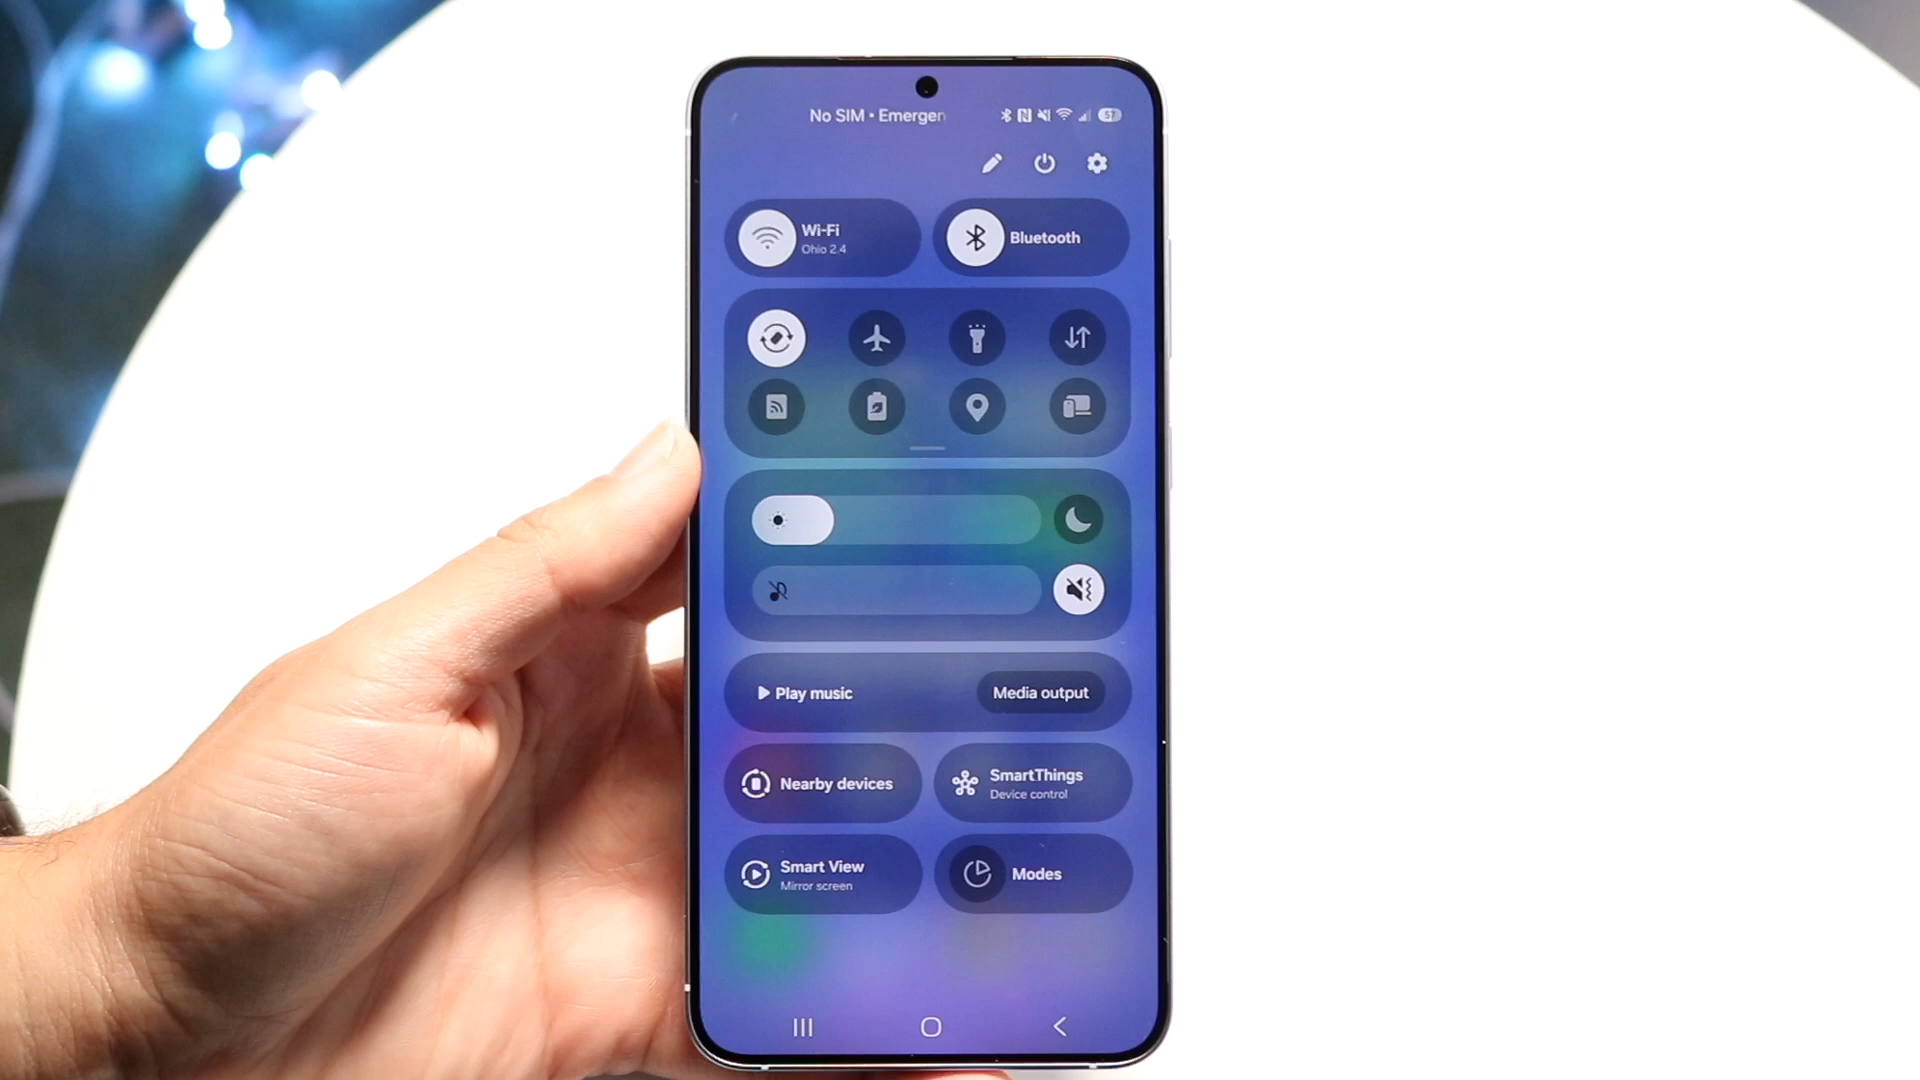 No SIM • Emergen
57
Wi-Fi
Ohio 2.4
Bluetooth
Play music
Media output
Nearby devices
SmartThings
Device control
Smart View
Mirror screen
Modes